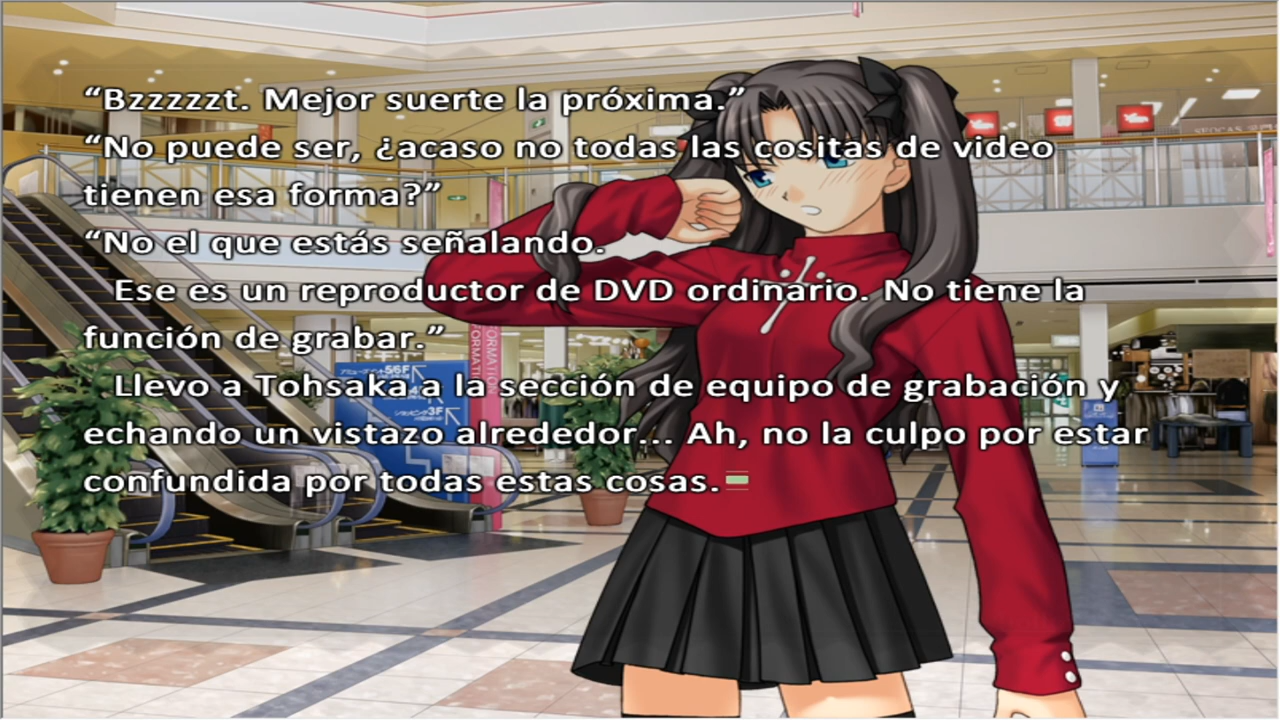 “Bzzzzzt. Mejor suerte la próxima.”
“No puede ser, ¿acaso no todas las cositas de video
tienen esa forma?”
“No el que estás señalando.
Ese es un reproductor de DVD ordinario. No tiene la
función de grabar.”
Llevo a Tohsaka a la sección de equipo de grabación y
echando un vistazo alrededor... Ah, no la culpo por estar
confundida por todas estas cosas.
5/6F
3F